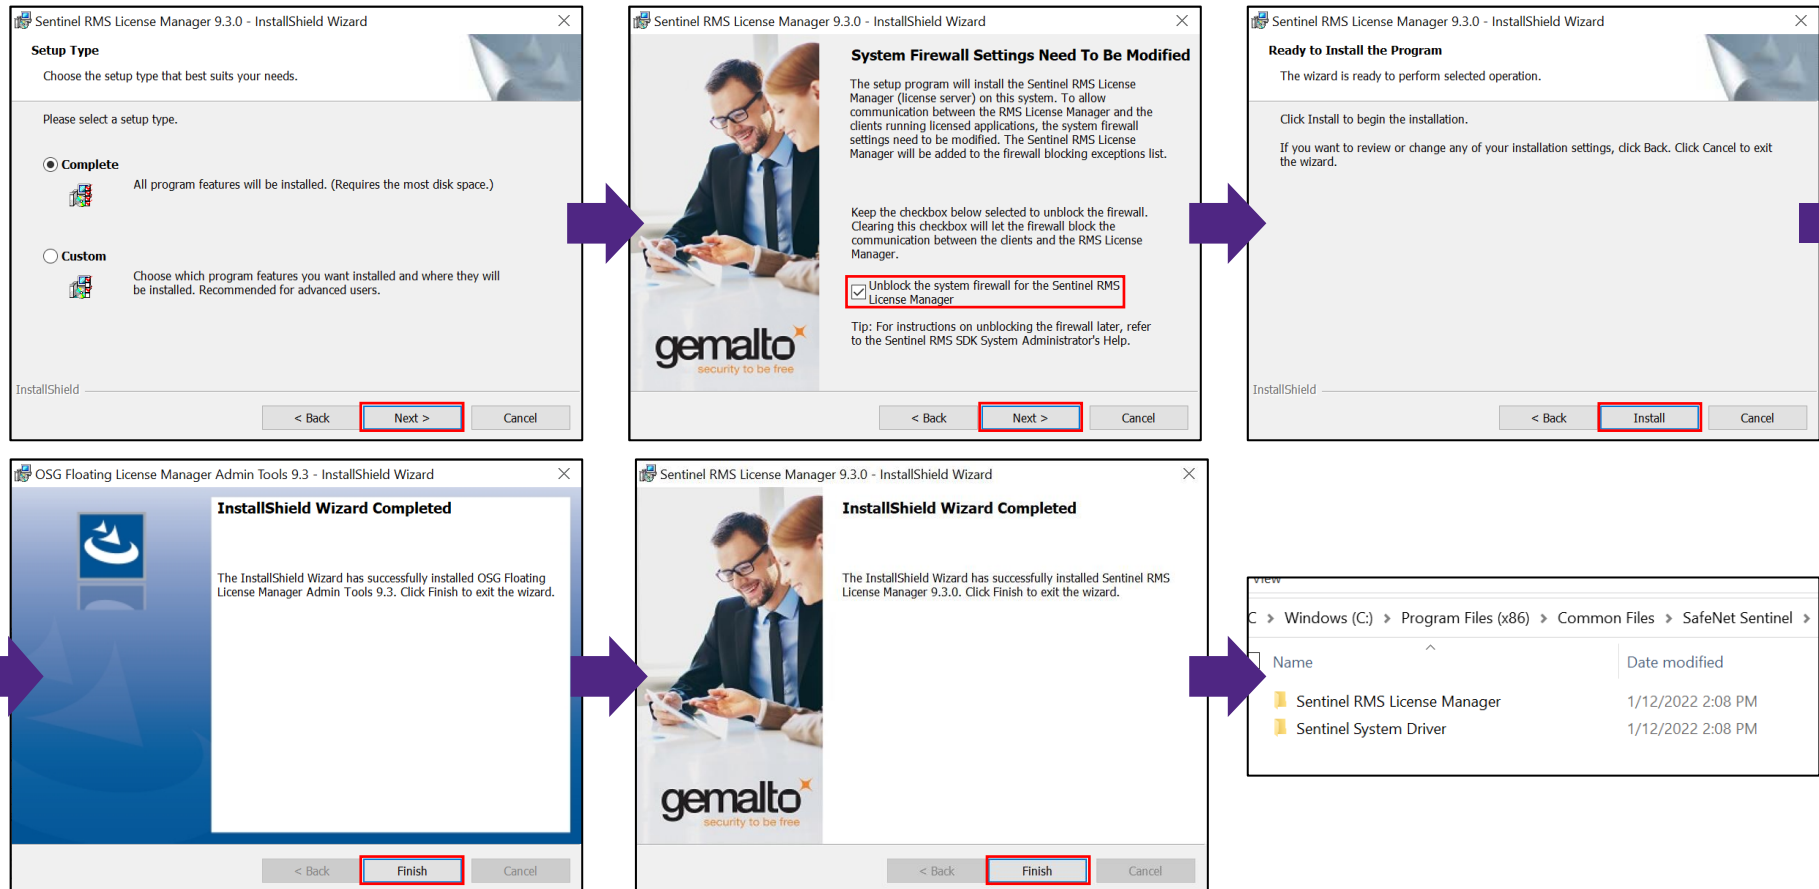 Sentinel RMS License Manager 9.3.0 - InstallShield Wizard
Setup Type
Choose the setup type that best suits your needs.
Please select a setup type.
Complete
All program features will be installed. (Requires the most disk space.)
Custom
Choose which program features you want installed and where they will
be installed. Recommended for advanced users.
InstallShield
< Back
Next >
Cancel
Sentinel RMS License Manager 9.3.0 - InstallShield Wizard
System Firewall Settings Need To Be Modified
The setup program will install the Sentinel RMS License
Manager (license server) on this system. To allow
communication between the RMS License Manager and the
clients running licensed applications, the system firewall
settings need to be modified. The Sentinel RMS License
Manager will be added to the firewall blocking exceptions list.
Keep the checkbox below selected to unblock the firewall.
Clearing this checkbox will let the firewall block the
communication between the clients and the RMS License
Manager.
Unblock the system firewall for the Sentinel RMS
License Manager
Tip: For instructions on unblocking the firewall later, refer
to the Sentinel RMS SDK System Administrator's Help.
gemalto
security to be free
< Back
Next >
Cancel
Sentinel RMS License Manager 9.3.0 - InstallShield Wizard
Ready to Install the Program
The wizard is ready to perform selected operation.
Click Install to begin the installation.
If you want to review or change any of your installation settings, click Back. Click Cancel to exit
the wizard.
InstallShield
< Back
Install
Cancel
OSG Floating License Manager Admin Tools 9.3 - InstallShield Wizard
InstallShield Wizard Completed
The InstallShield Wizard has successfully installed OSG Floating
License Manager Admin Tools 9.3. Click Finish to exit the wizard.
< Back
Finish
Cancel
Sentinel RMS License Manager 9.3.0 - InstallShield Wizard
InstallShield Wizard Completed
The InstallShield Wizard has successfully installed Sentinel RMS
License Manager 9.3.0. Click Finish to exit the wizard.
gemalto
security to be free
< Back
Finish
Cancel
View
C > Windows (C:) > Program Files (x86) > Common Files > SafeNet Sentinel >
Name
Date modified
Sentinel RMS License Manager
1/12/2022 2:08 PM
Sentinel System Driver
1/12/2022 2:08 PM